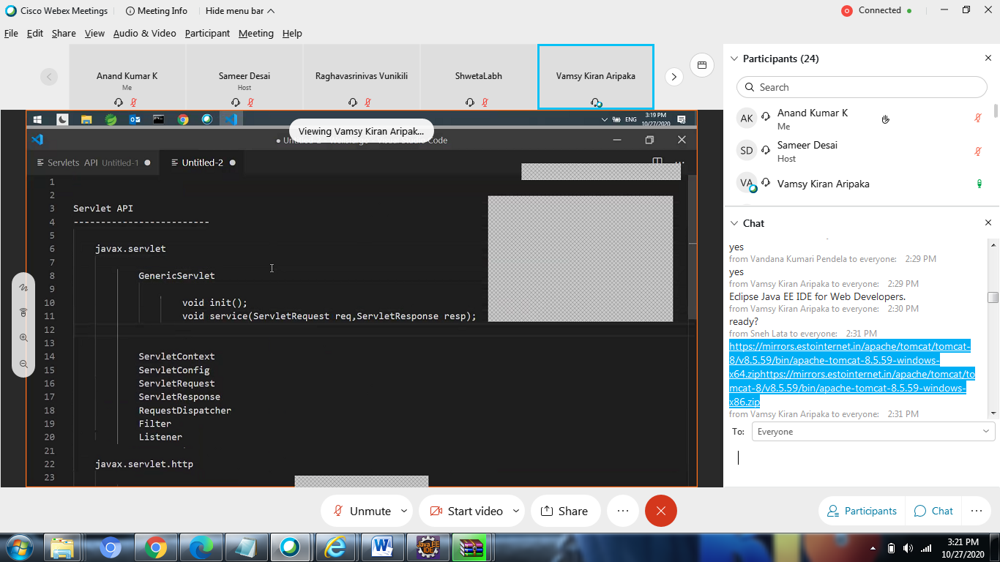 Cisco Webex Meetings
Meeting Info
Hide menu bar
Connected
File Edit Share View Audio & Video Participant Meeting Help
Anand Kumar K
Me
Sameer Desai
Host
Raghavasrinivas Vunikili
ShwetaLabh
Vamsy Kiran Aripaka
ENG
3:19 PM
10/27/2020
Viewing Vamsy Kiran Aripak...
Servlets API Untitled-1
Untitled-2
1
2
3 Servlet API
4 -------------------------
5
6 javax.servlet
7
8 GenericServlet
9
10 void init();
11 void service(ServletRequest req,ServletResponse resp);
12
13
14 ServletContext
15 ServletConfig
16 ServletRequest
17 ServletResponse
18 RequestDispatcher
19 Filter
20 Listener
21
22 javax.servlet.http
23
Participants (24)
Search
AK Anand Kumar K
Me
SD Sameer Desai
Host
VA Vamsy Kiran Aripaka
Chat
yes
from Vandana Kumari Pendela to everyone: 2:29 PM
yes
from Vamsy Kiran Aripaka to everyone: 2:29 PM
Eclipse Java EE IDE for Web Developers.
from Vamsy Kiran Aripaka to everyone: 2:30 PM
ready?
from Sneh Lata to everyone: 2:31 PM
https://mirrors.estointernet.in/apache/tomcat/tomcat-
8/v8.5.59/bin/apache-tomcat-8.5.59-windows-
x64.ziphttps://mirrors.estointernet.in/apache/tomcat/to
mcat-8/v8.5.59/bin/apache-tomcat-8.5.59-windows-
x86.zip
from Vamsy Kiran Aripaka to everyone: 2:31 PM
To: Everyone
Unmute
Start video
Share
Participants
Chat
Java EE
IDE
3:21 PM
10/27/2020